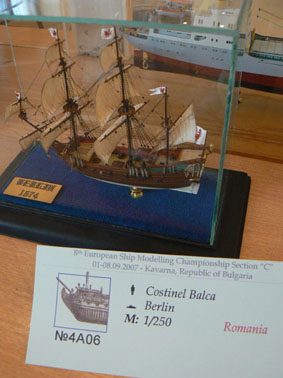 BERLIN
1674
8th European Ship Modelling Championship Section "C"
01-08.09.2007 - Kavarna, Republic of Bulgaria
Costinel Balca
Berlin
M: 1/250
Romania
№4A06